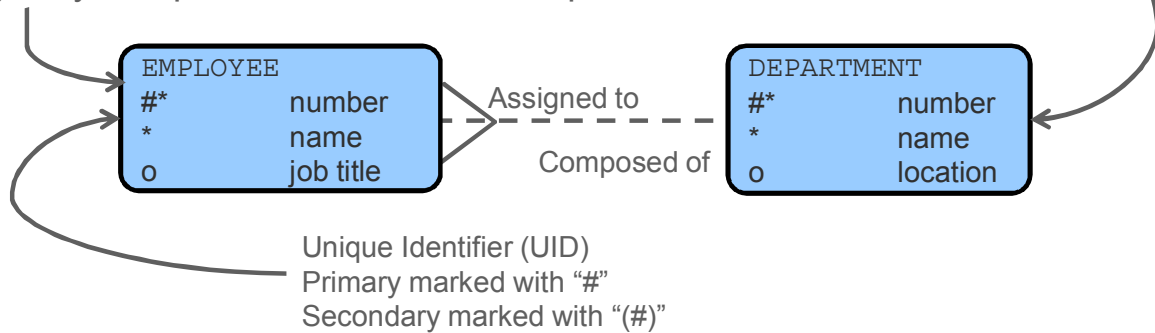 EMPLOYEE
#* number
* name
o job title
Assigned to
Composed of
DEPARTMENT
#* number
* name
o location
Unique Identifier (UID)
Primary marked with “#”
Secondary marked with “(#)”